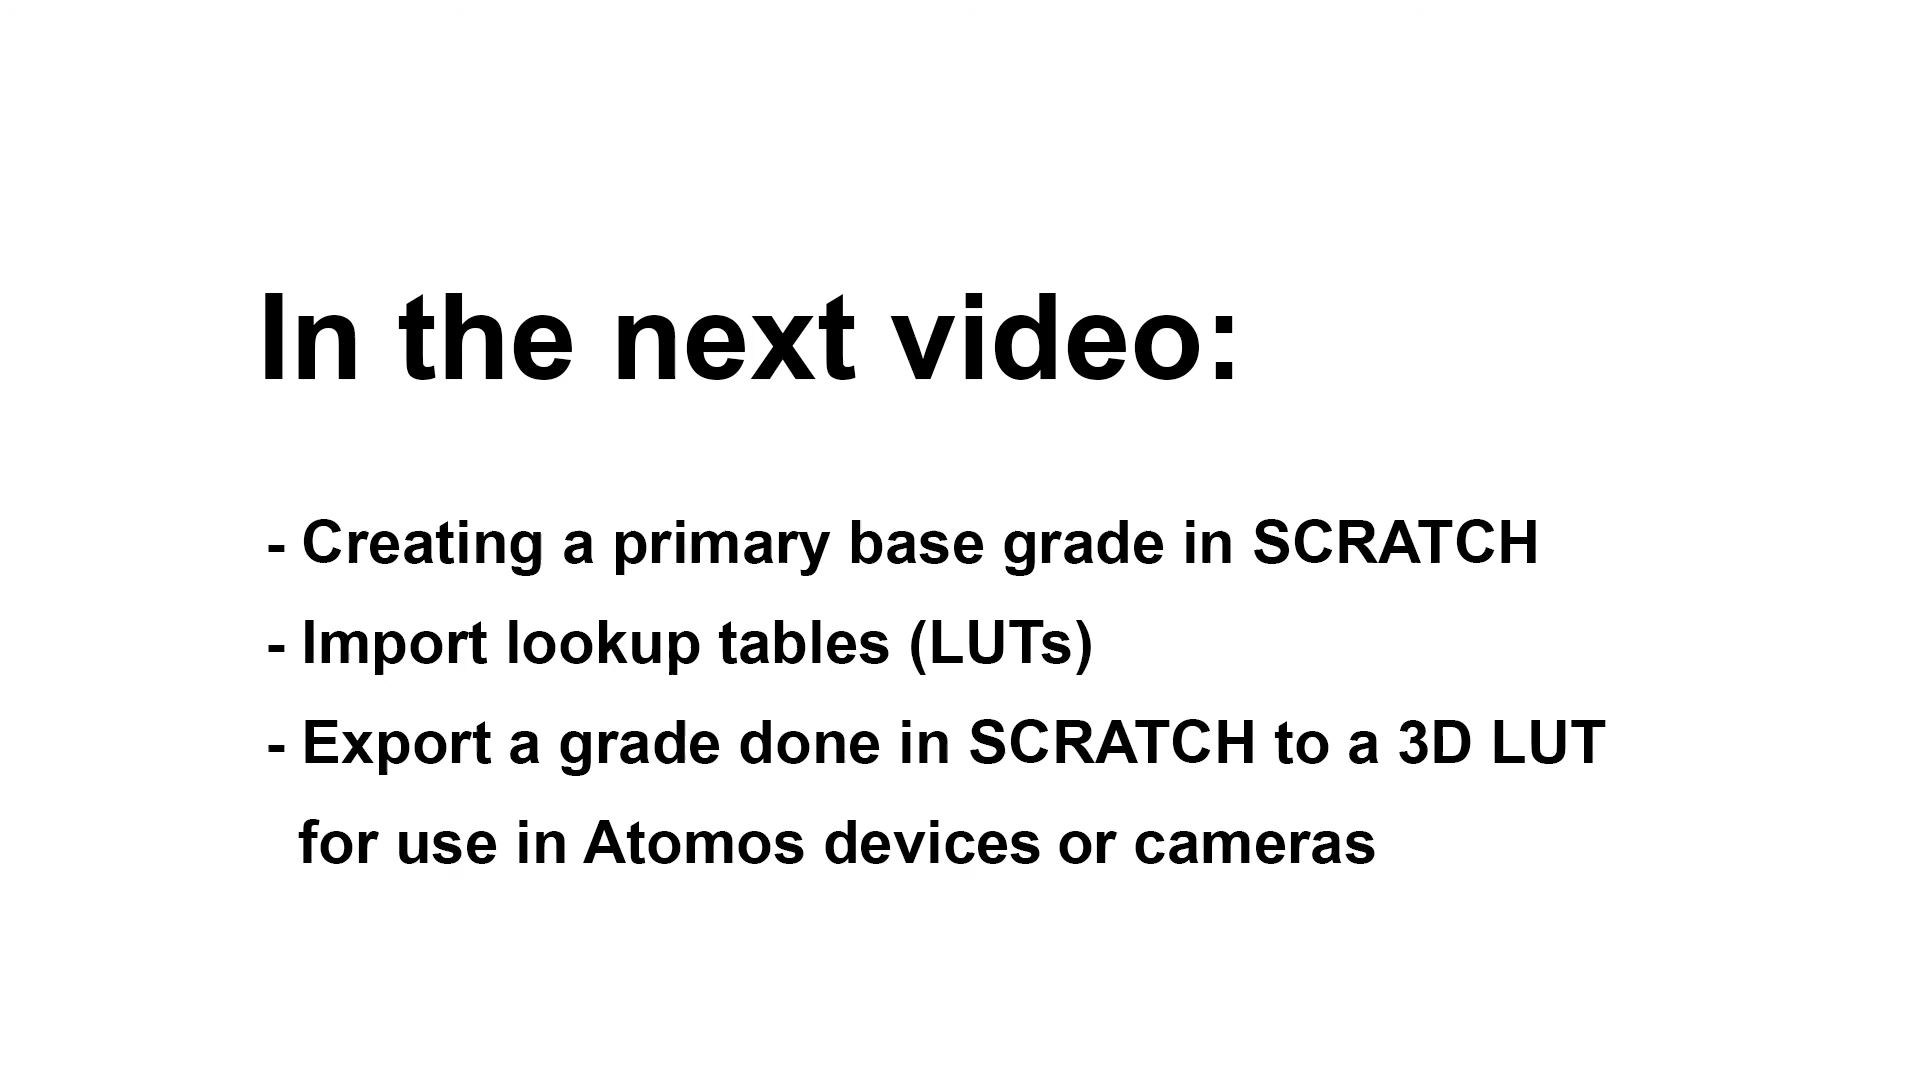 In the next video:
- Creating a primary base grade in SCRATCH
- Import lookup tables (LUTs)
- Export a grade done in SCRATCH to a 3D LUT
for use in Atomos devices or cameras